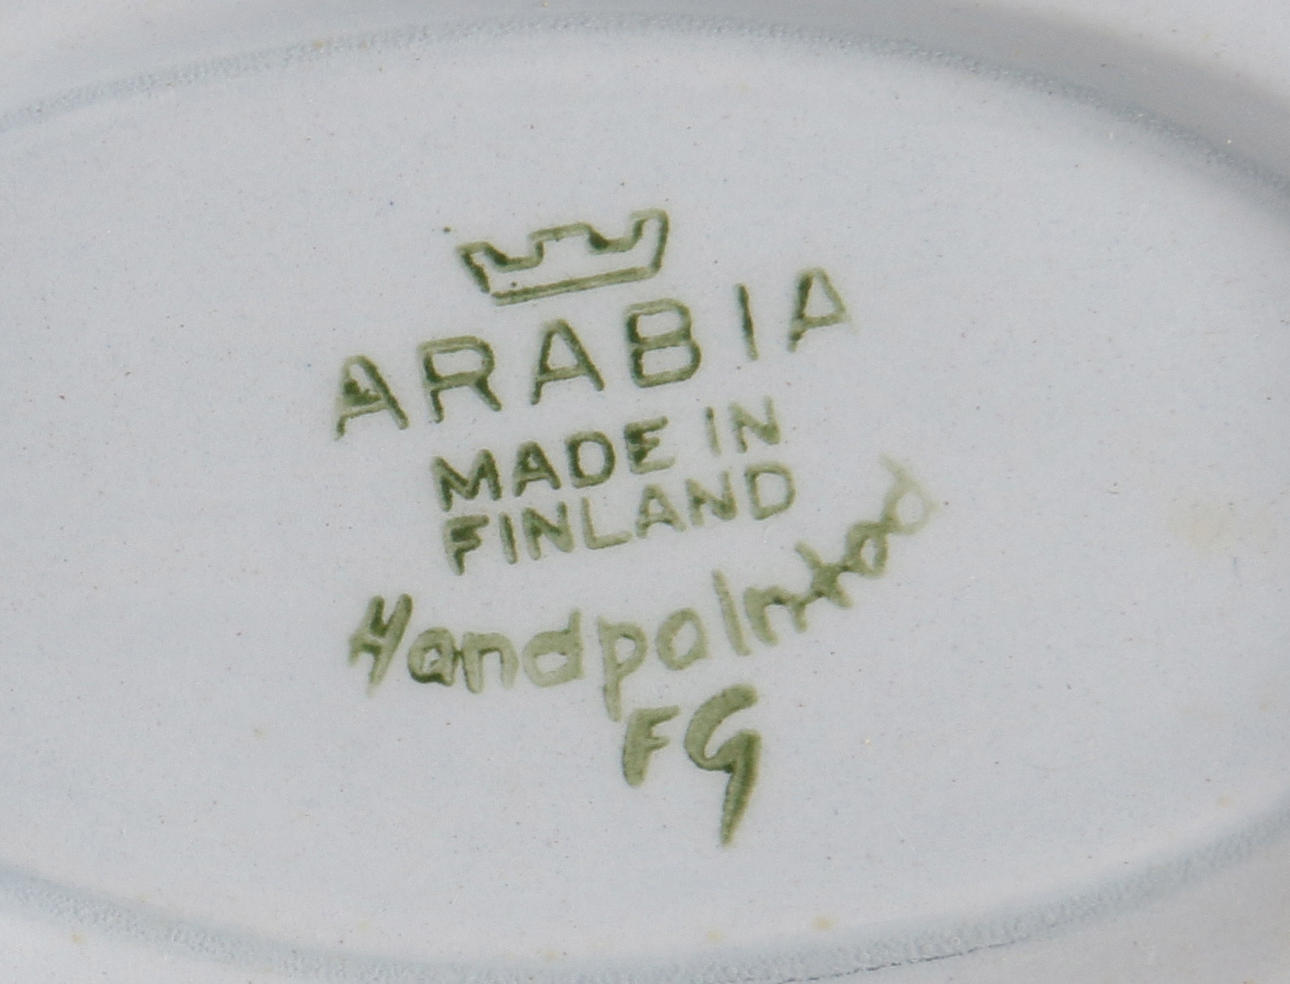 ARABIA
MADE IN
FINLAND
Handpainted
FG